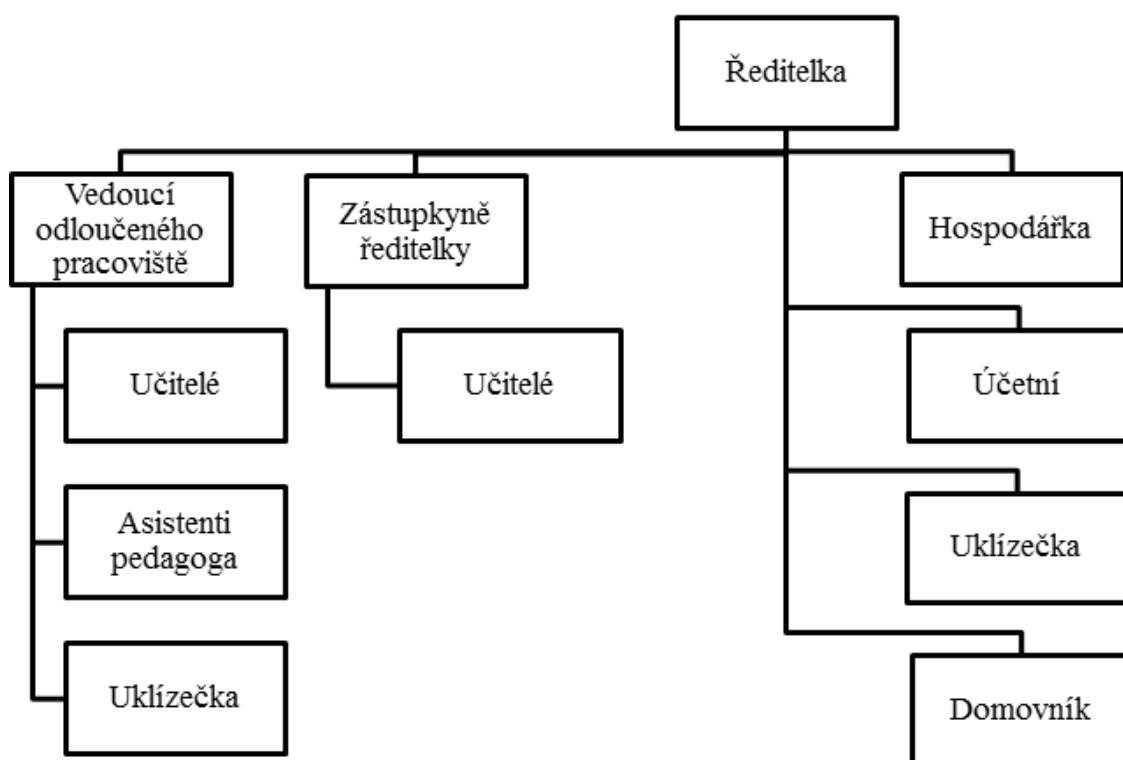 Ředitelka
Vedoucí
odloučeného
pracoviště
Zástupkyně
ředitelky
Hospodářka
Učitelé
Učitelé
Účetní
Asistenti
pedagoga
Uklízečka
Uklízečka
Domovník